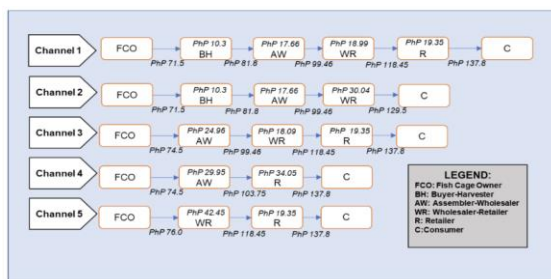 Channel 1
FCO
PhP 10.3
BH
PhP 17.66
AW
PhP 18.99
WR
PhP 19.35
R
C
PhP 71.5
PhP 81.8
PhP 99.46
PhP 118.45
PhP 137.8
Channel 2
FCO
PhP 10.3
BH
PhP 17.66
AW
PhP 30.04
WR
C
PhP 71.5
PhP 81.8
PhP 99.46
PhP 129.5
Channel 3
FCO
PhP 24.96
AW
PhP 18.09
WR
PhP 19.35
R
C
PhP 74.5
PhP 99.46
PhP 118.45
PhP 137.8
Channel 4
FCO
PhP 29.95
AW
PhP 34.05
R
C
PhP 74.5
PhP 103.75
PhP 137.8
Channel 5
FCO
PhP 42.45
WR
PhP 19.35
R
C
PhP 76.0
PhP 118.45
PhP 137.8
LEGEND:
FCO: Fish Cage Owner
BH: Buyer-Harvester
AW: Assembler-Wholesaler
WR: Wholesaler-Retailer
R: Retailer
C:Consumer